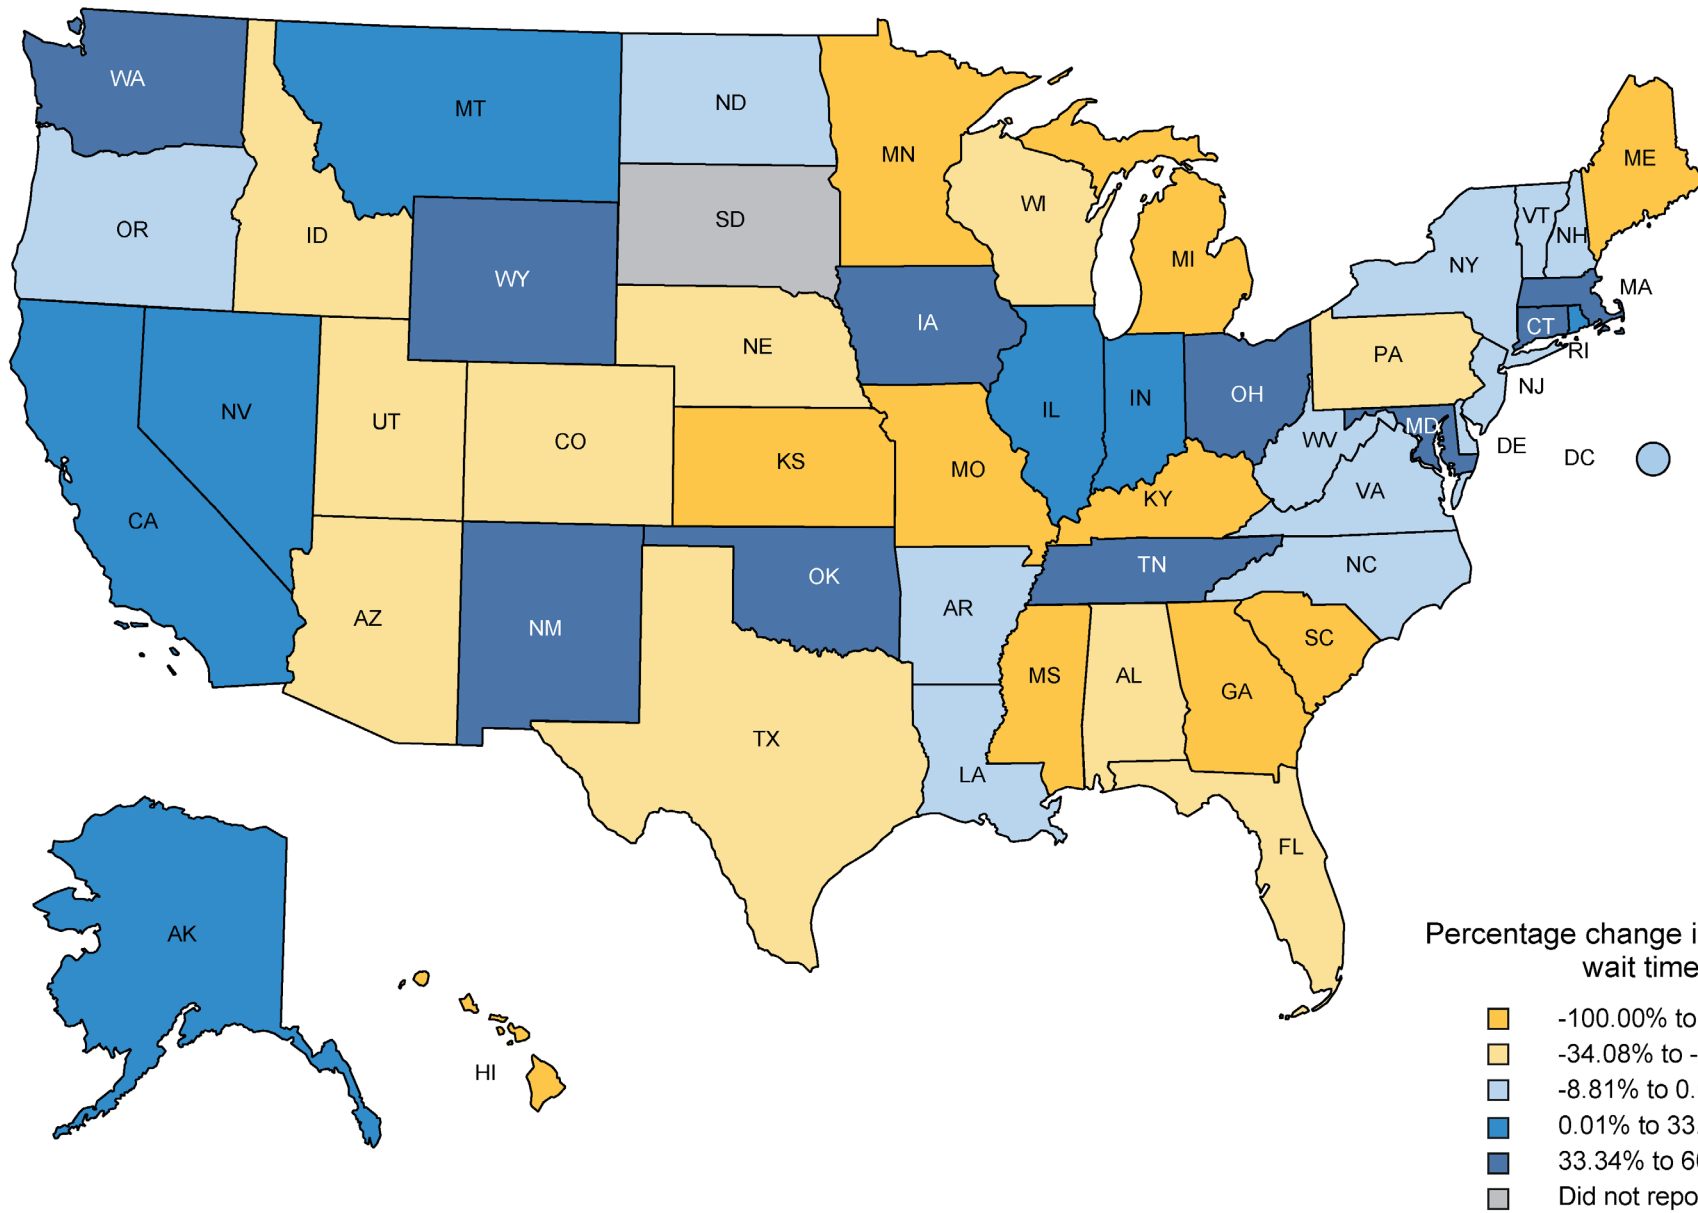 WA
MT
ND
MN
ME
OR
ID
SD
WI
MI
VT
NH
NY
WY
MA
IA
CT
NE
PA
RI
NJ
NV
UT
CO
IL
IN
OH
MD
WV
DE
DC
KS
MO
KY
VA
CA
TN
NC
OK
AR
AZ
NM
SC
MS
AL
GA
TX
LA
FL
AK
HI
Percentage change i
wait time
-100.00% to
-34.08% to -
-8.81% to 0.
0.01% to 33.
33.34% to 6
Did not repo